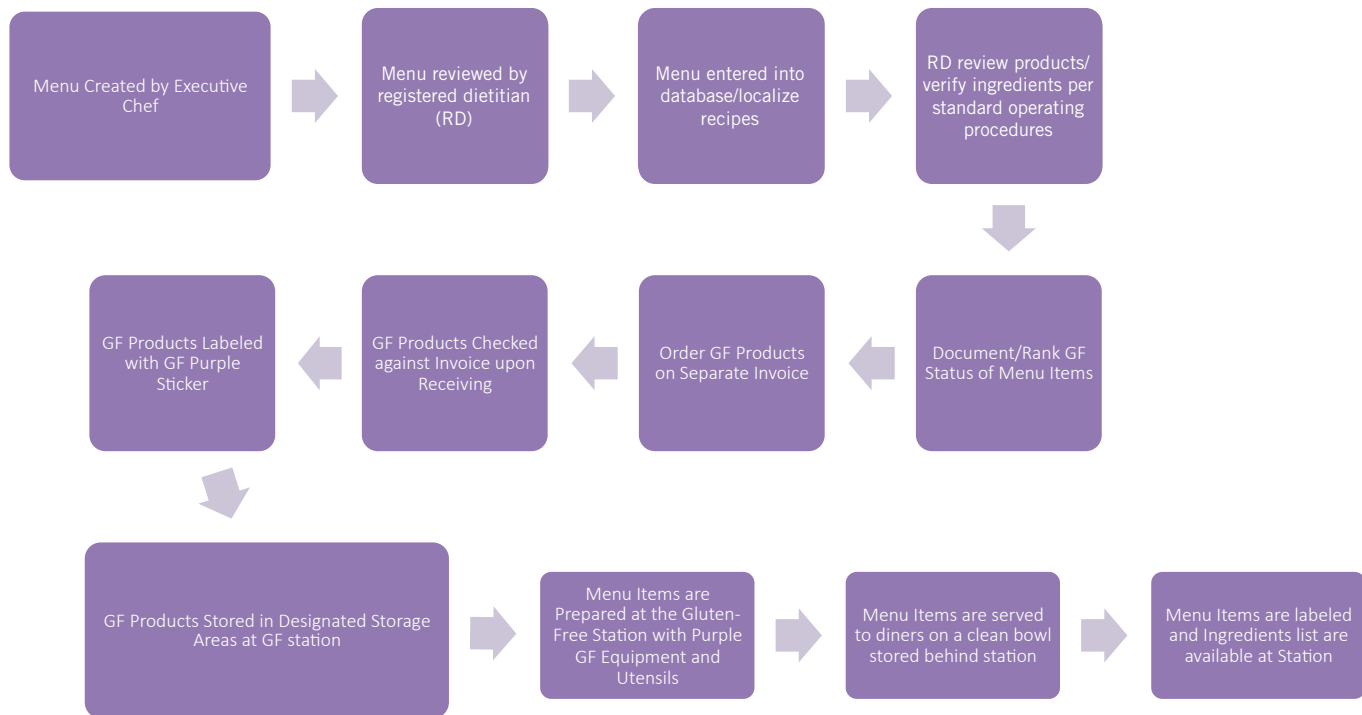 Menu Created by Executive
Chef
Menu reviewed by
registered dietitian
(RD)
Menu entered into
database/localize
recipes
RD review products/
verify ingredients per
standard operating
procedures
Document/Rank GF
Status of Menu Items
Order GF Products
on Separate Invoice
GF Products Checked
against Invoice upon
Receiving
GF Products Labeled
with GF Purple
Sticker
GF Products Stored in Designated Storage
Areas at GF station
Menu Items are
Prepared at the Gluten-
Free Station with Purple
GF Equipment and
Utensils
Menu Items are served
to diners on a clean bowl
stored behind station
Menu Items are labeled
and Ingredients list are
available at Station